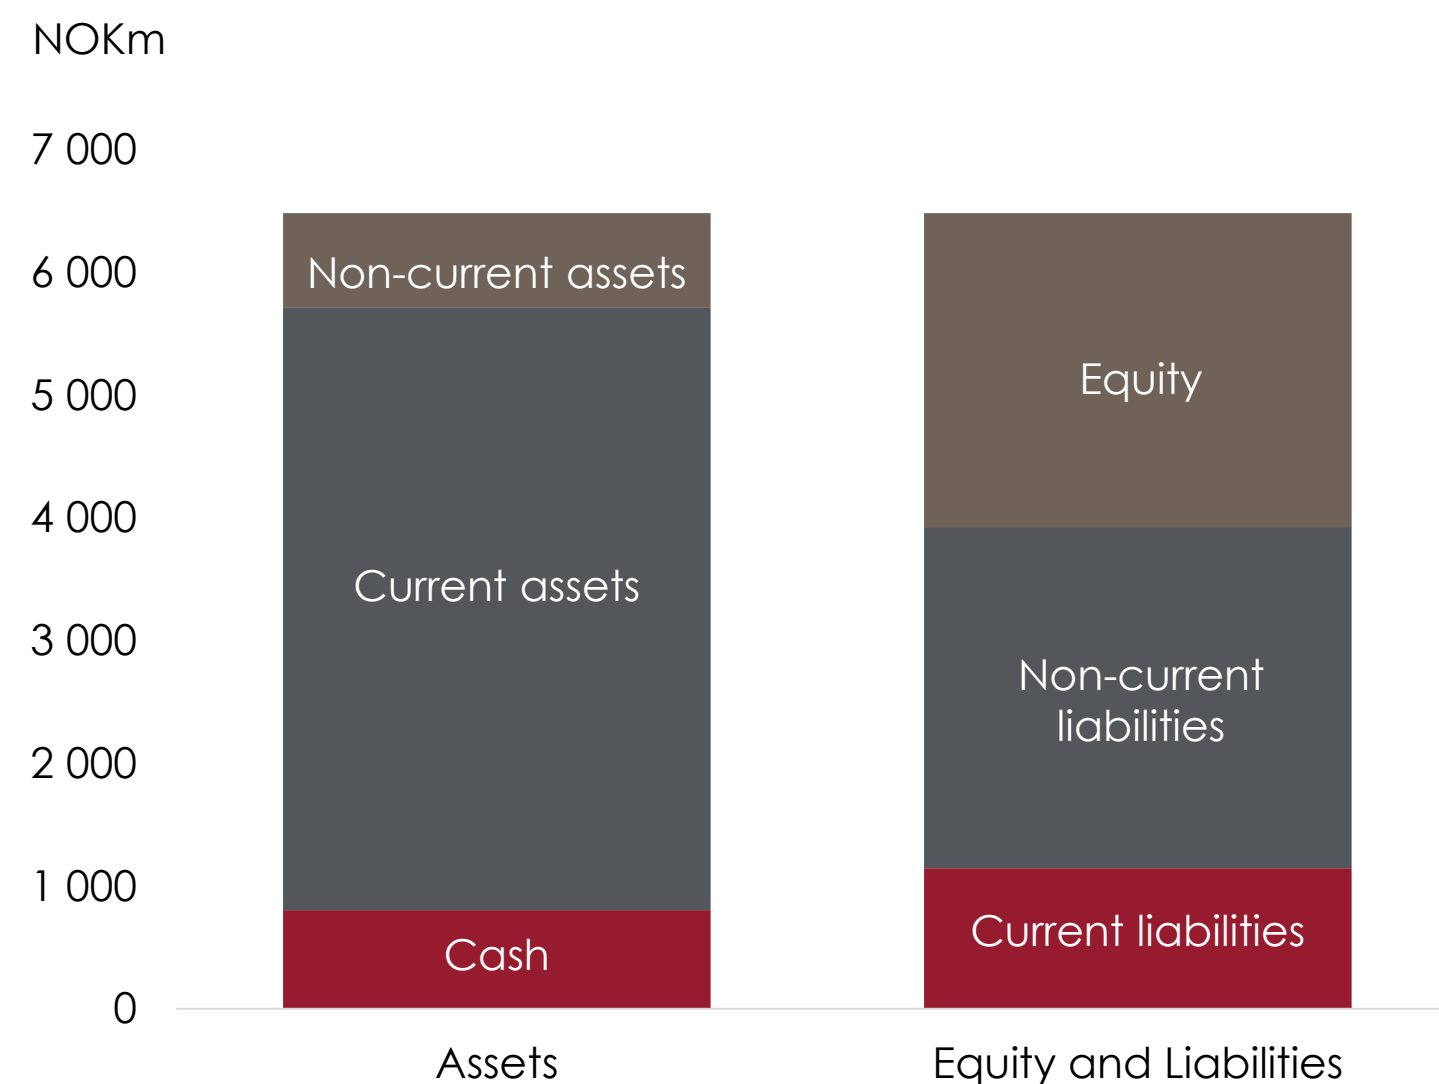 NOKm
7 000
6 000
5 000
4 000
3 000
2 000
1 000
0
Non-current assets
Current assets
Cash
Equity
Non-current
liabilities
Current liabilities
Assets
Equity and Liabilities